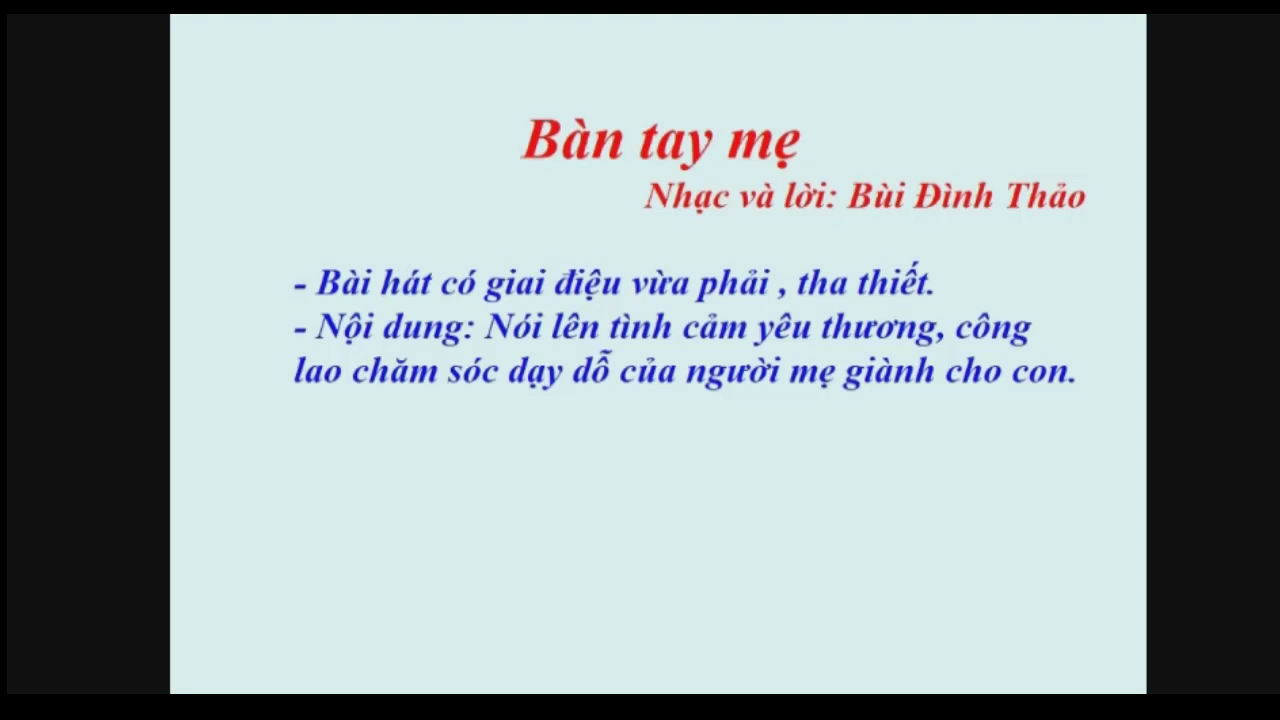 Bàn tay mẹ
Nhạc và lời: Bùi Đình Thảo
- Bài hát có giai điệu vừa phải , tha thiết.
- Nội dung: Nói lên tình cảm yêu thương, công
lao chăm sóc dạy dỗ của người mẹ giành cho con.